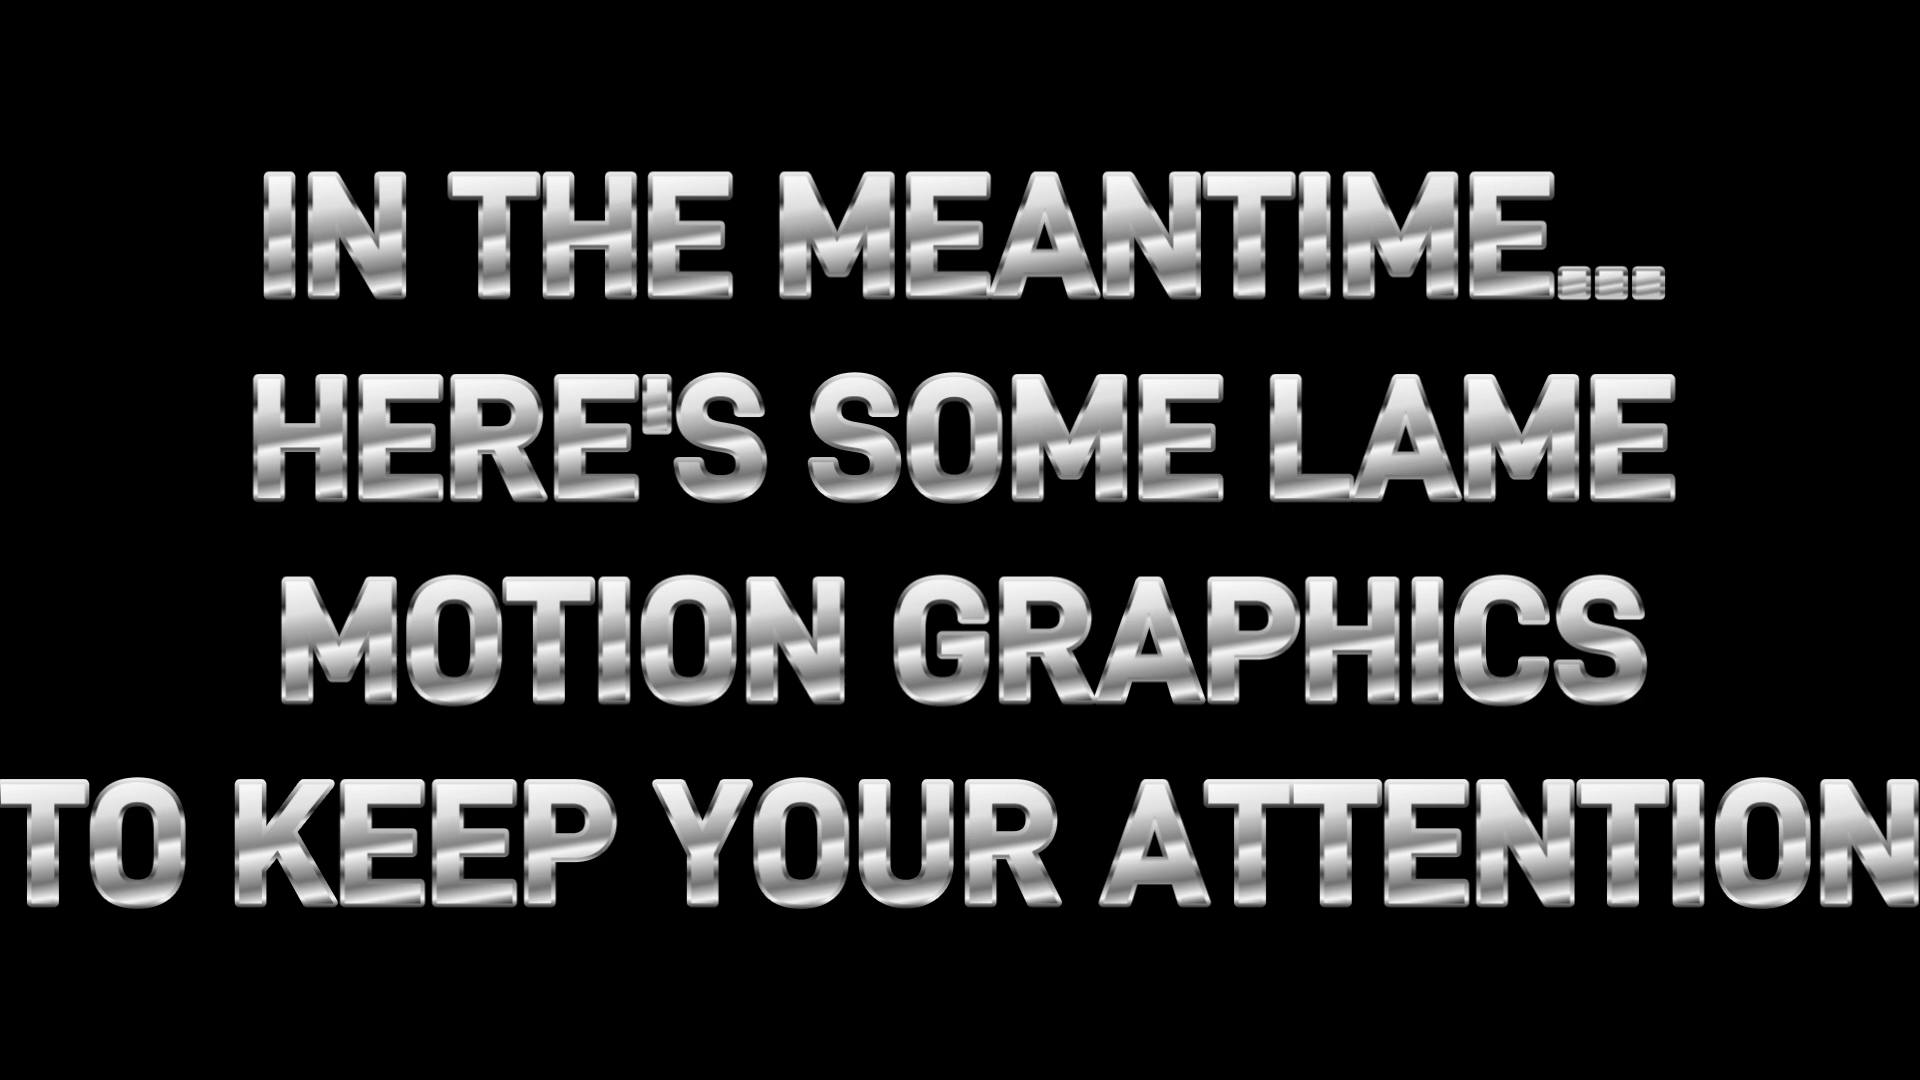 IN THE MEANTIME...
HERE'S SOME LAME
MOTION GRAPHICS
TO KEEP YOUR ATTENTION